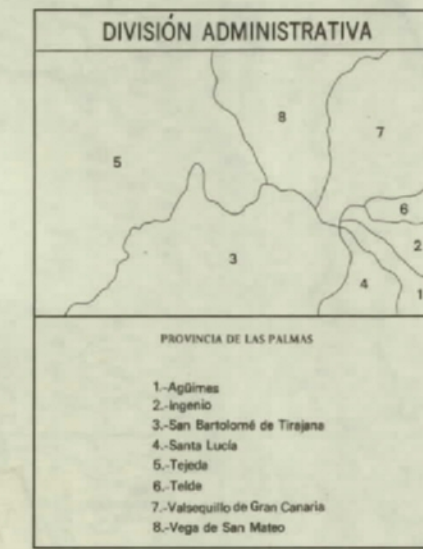 DIVISIÓN ADMINISTRATIVA
8
7
5
6
2
3
4
1
PROVINCIA DE LAS PALMAS
1.-Agüimes
2.-Ingenio
3.-San Bartolomé de Tirajana
4.-Santa Lucía
5.-Tejeda
6.-Telde
7.-Valsequillo de Gran Canaria
8.-Vega de San Mateo